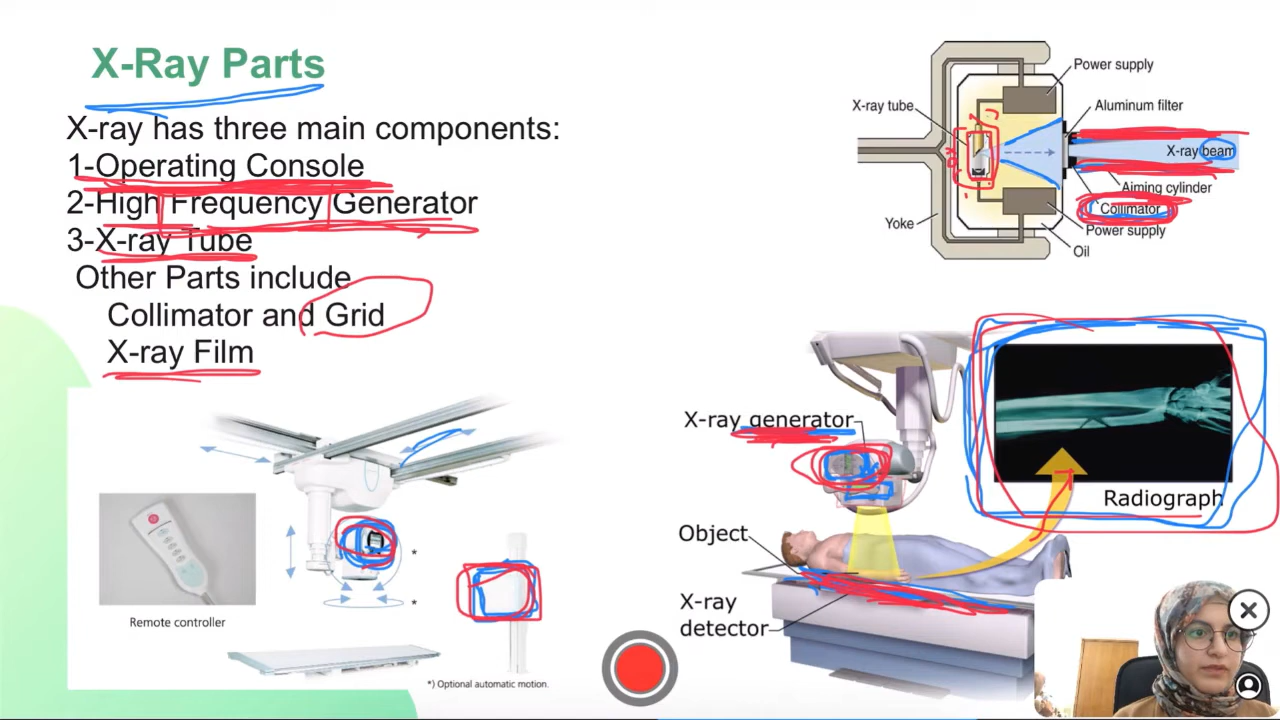 X-Ray Parts
X-ray has three main components:
1-Operating Console
2-High Frequency Generator
3-X-ray Tube
Other Parts include
Collimator and Grid
X-ray Film
Power supply
X-ray tube
Aluminum filter
X-ray beam
Aiming cylinder
Collimator
Yoke
Power supply
Oil
X-ray generator
Radiograph
Object
X-ray
detector
*
*
Remote controller
*) Optional automatic motion.